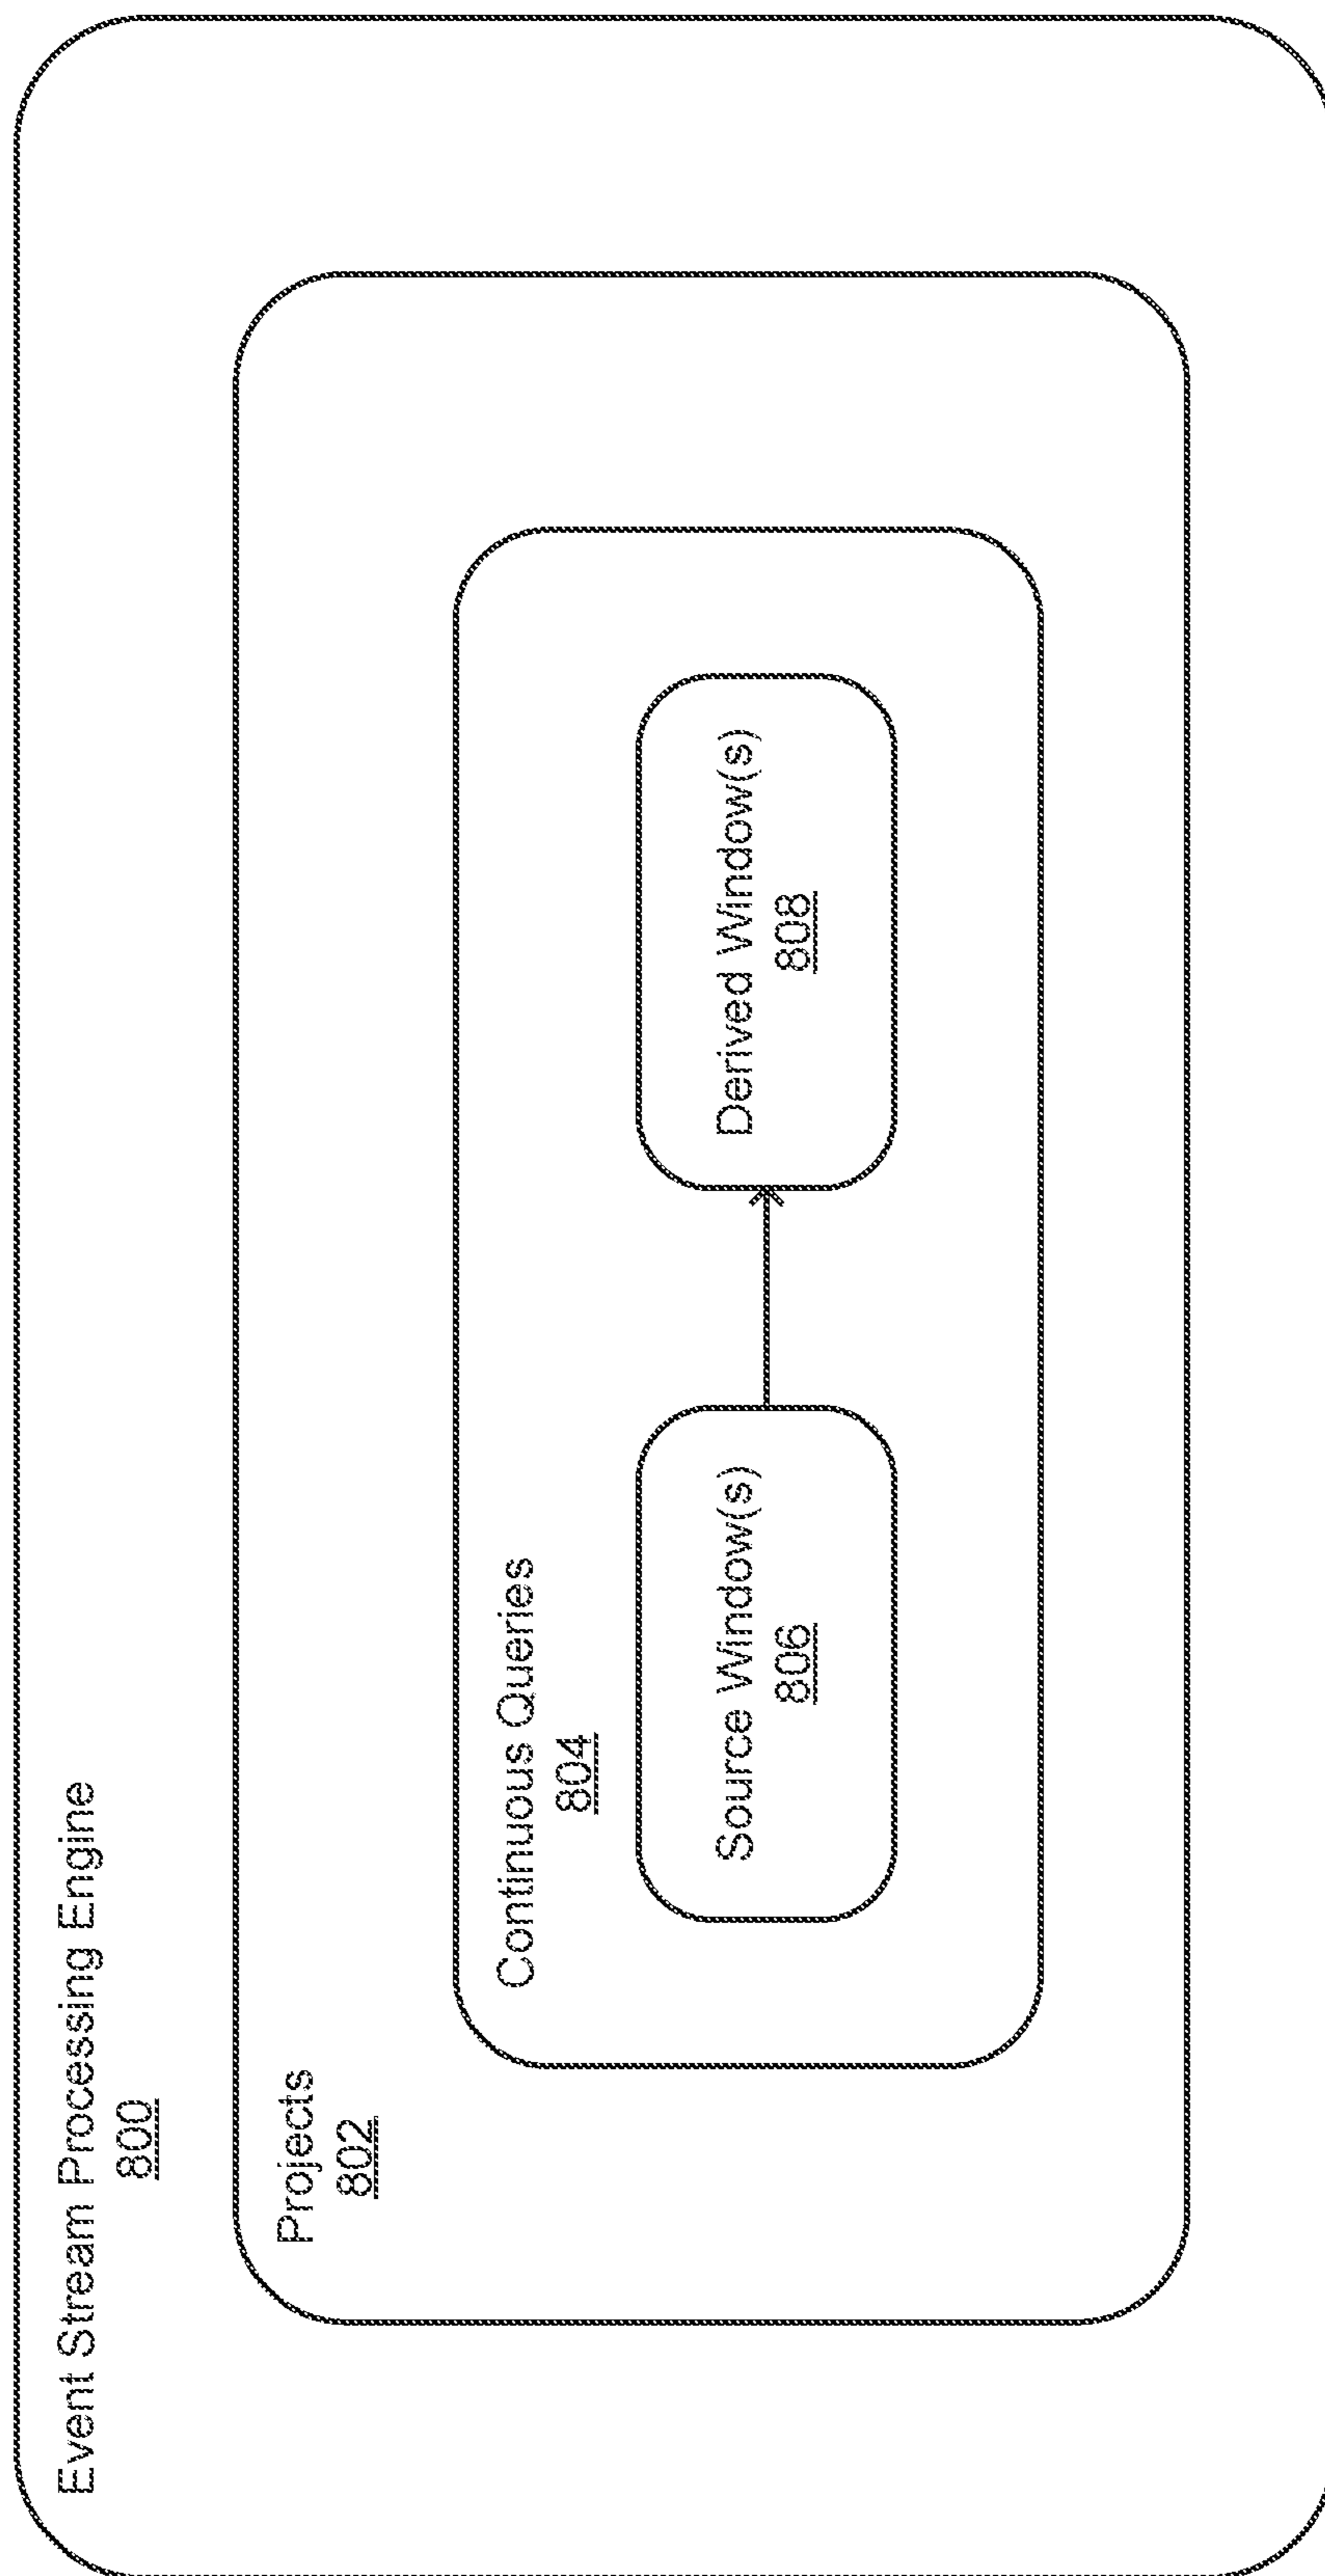 Event Stream Processing Engine
800
Projects
802
Continuous Queries
804
Source Window(s)
806
Derived Window(s)
808